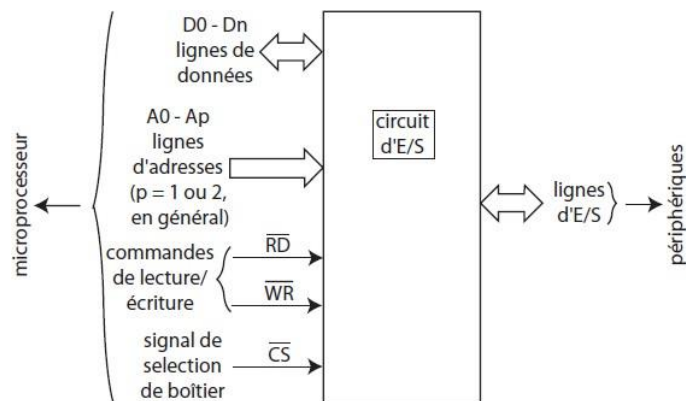 microprocesseur
D0 - Dn
lignes de
données
A0 - Ap
lignes
d'adresses
(p = 1 ou 2,
en général)
commandes
de lecture/
écriture
RD
WR
signal de
selection
de boîtier
CS
circuit
d'E/S
lignes
d'E/S
périphériques